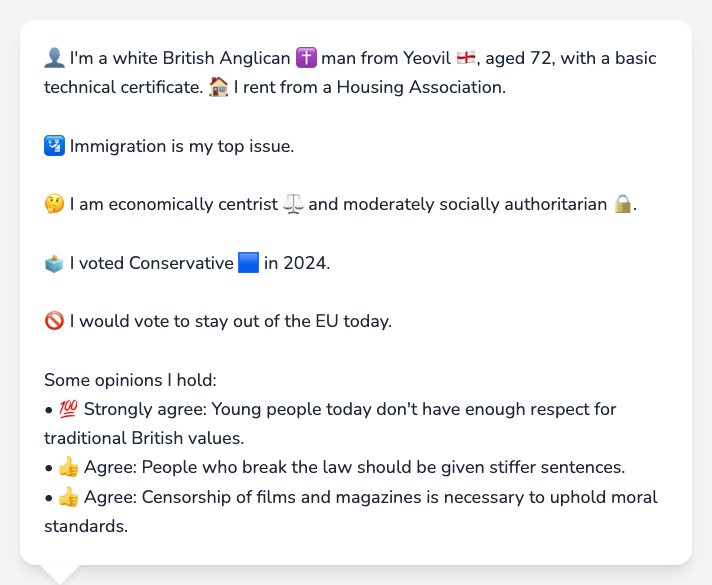 👤 I'm a white British Anglican ✝️ man from Yeovil 🏴󠁧󠁢󠁥󠁮󠁧󠁿, aged 72, with a basic
technical certificate. 🏠 I rent from a Housing Association.
🛂 Immigration is my top issue.
🤔 I am economically centrist ⚖️ and moderately socially authoritarian 🔒.
🗳️ I voted Conservative 🟦 in 2024.
🚫 I would vote to stay out of the EU today.
Some opinions I hold:
• 💯 Strongly agree: Young people today don't have enough respect for
traditional British values.
• 👍 Agree: People who break the law should be given stiffer sentences.
• 👍 Agree: Censorship of films and magazines is necessary to uphold moral
standards.